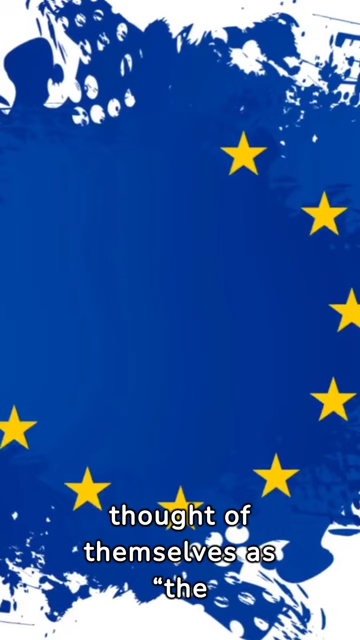 thought of
themselves as
“the